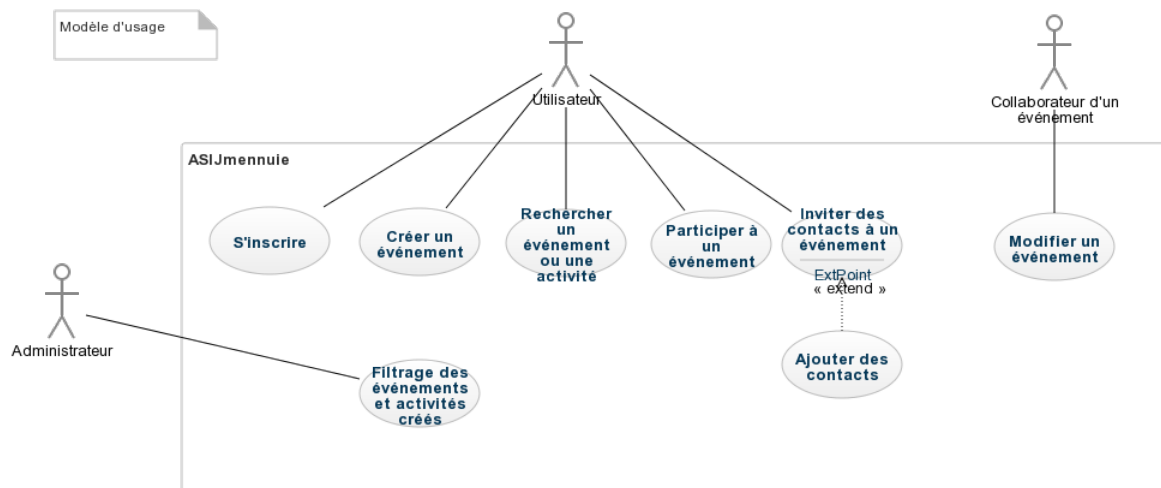 Modèle d'usage
Utilisateur
Collaborateur d'un
événement
ASIJmennuie
S'inscrire
Créer un
événement
Rechercher
un
événement
ou une
activité
Participer à
un
événement
Inviter des
contacts à un
événement
ExtPoint
« extend »
Modifier un
événement
Administrateur
Ajouter des
contacts
Filtrage des
événements
et activités
créés